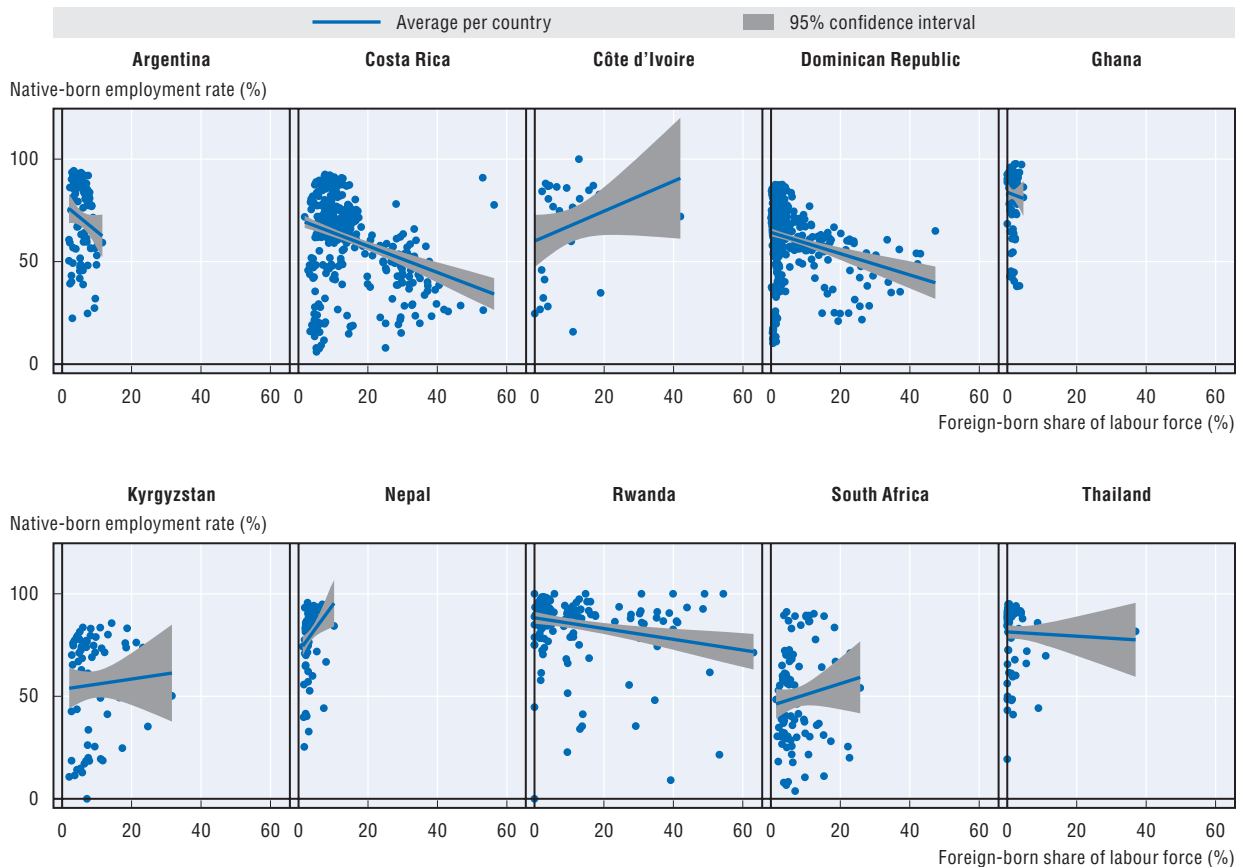 Average per country 95% confidence interval
Argentina Costa Rica Côte d’Ivoire Dominican Republic Ghana
Native-born employment rate (%)
100
50
0
0 20 40 60 0 20 40 60 0 20 40 60 0 20 40 60 0 20 40 60
Foreign-born share of labour force (%)
Kyrgyzstan Nepal Rwanda South Africa Thailand
Native-born employment rate (%)
100
50
0
0 20 40 60 0 20 40 60 0 20 40 60 0 20 40 60 0 20 40 60
Foreign-born share of labour force (%)